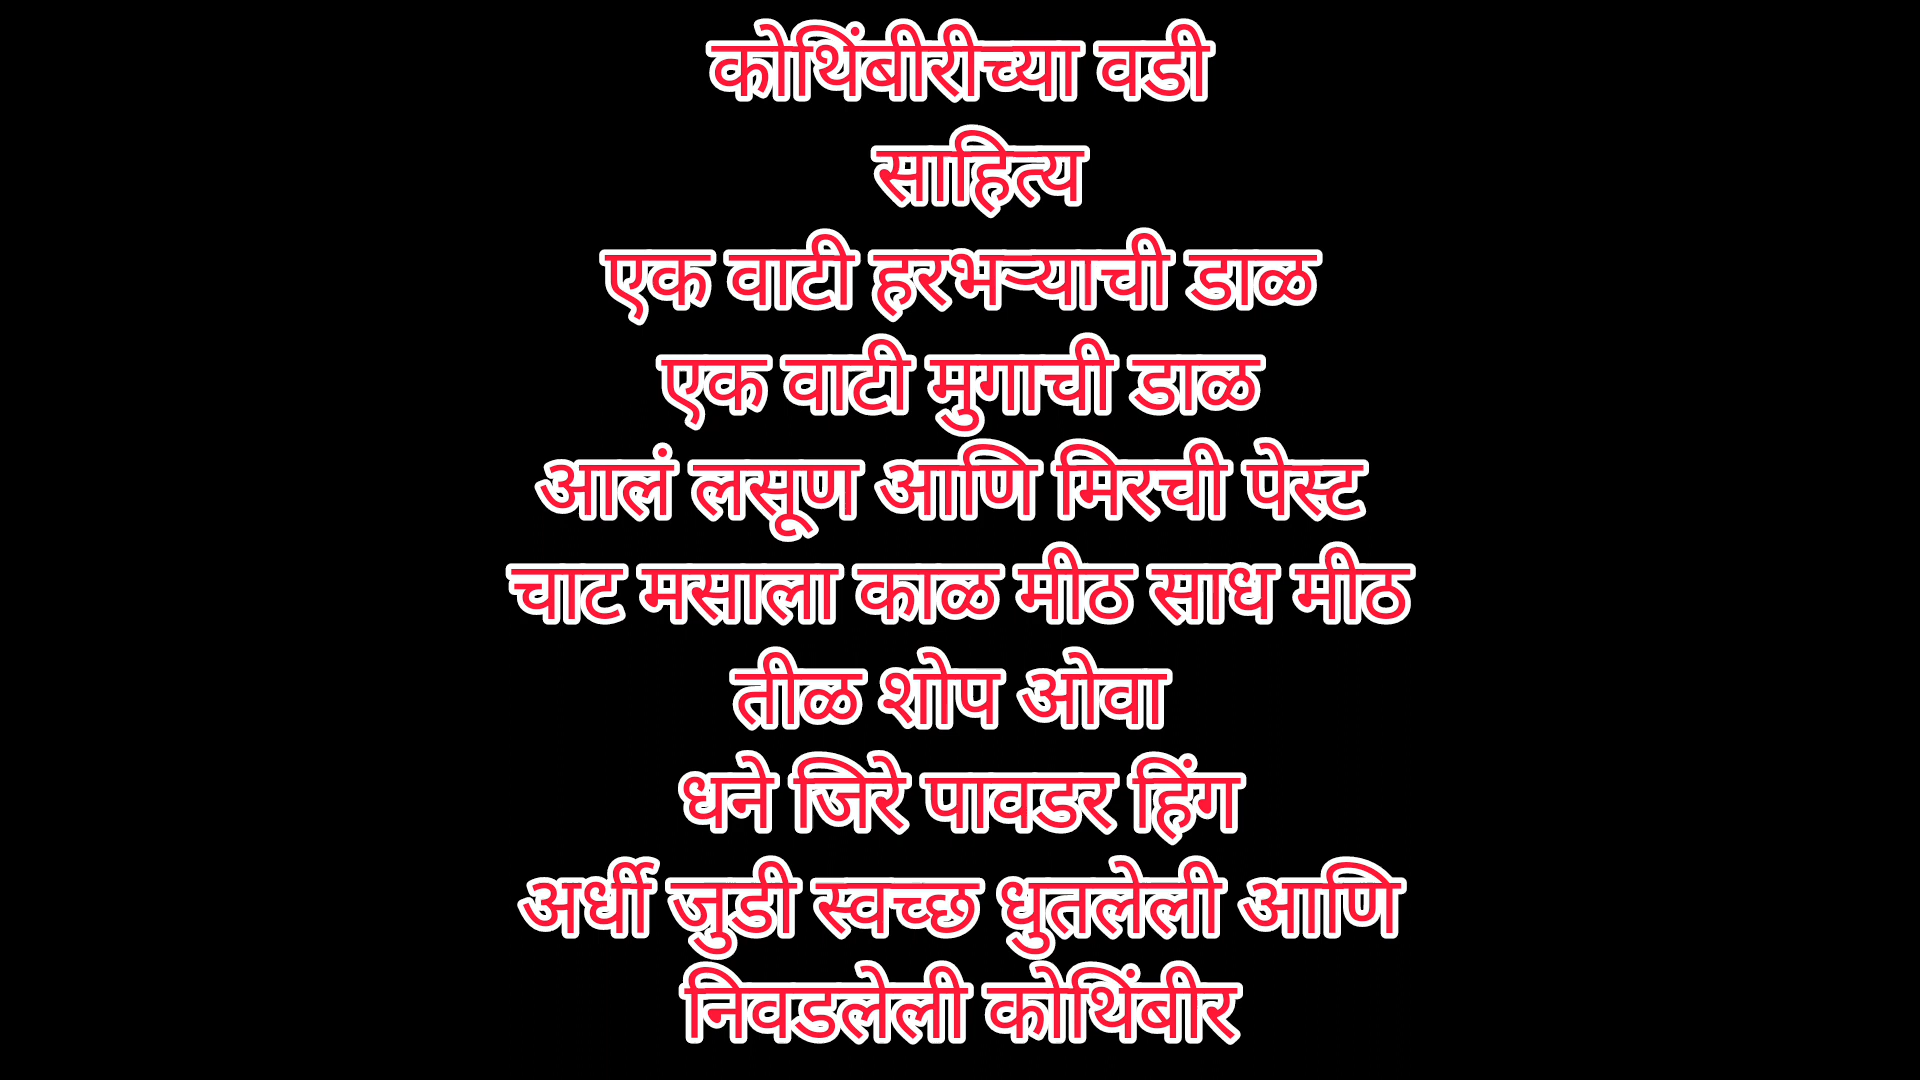 कोथिंबीरीच्या वडी
साहित्य
एक वाटी हरभऱ्याची डाळ
एक वाटी मुगाची डाळ
आलं लसूण आणि मिरची पेस्ट
चाट मसाला काळ मीठ साध मीठ
तीळ शोप ओवा
धने जिरे पावडर हिंग
अर्धी जुडी स्वच्छ धुतलेली आणि
निवडलेली कोथिंबीर